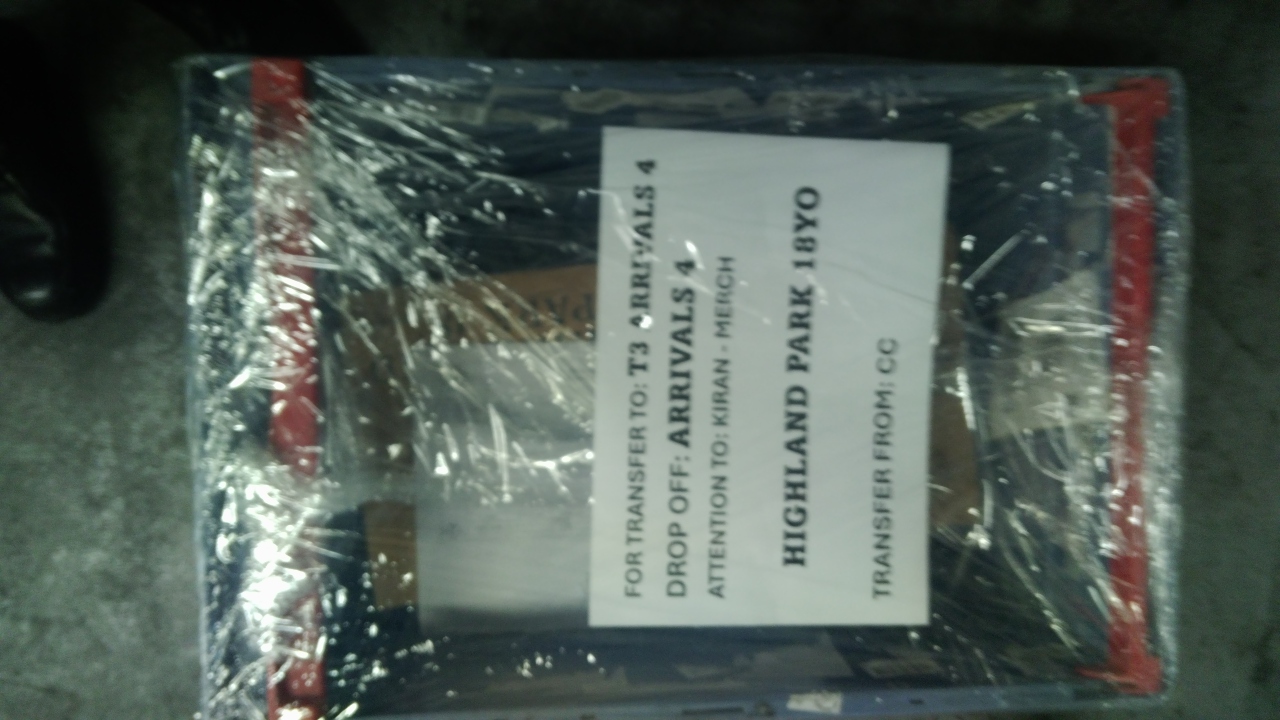 FOR TRANSFER TO: T3 ARRIVALS 4
DROP OFF: ARRIVALS 4
ATTENTION TO: KIRAN - MERCH
HIGHLAND PARK 18YO
TRANSFER FROM: CC